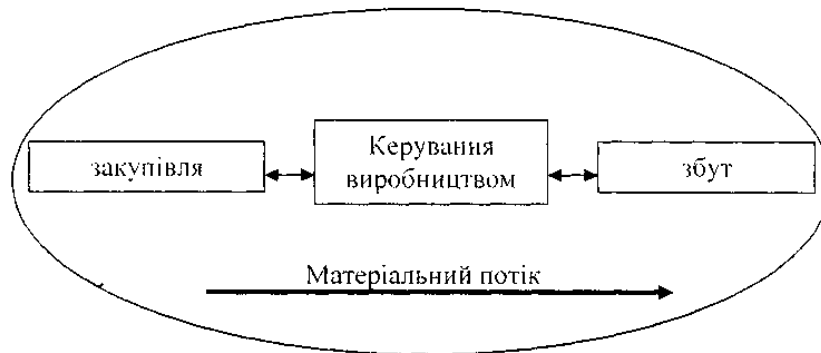 закупівля
Керування
виробництвом
збут
Матеріальний потік